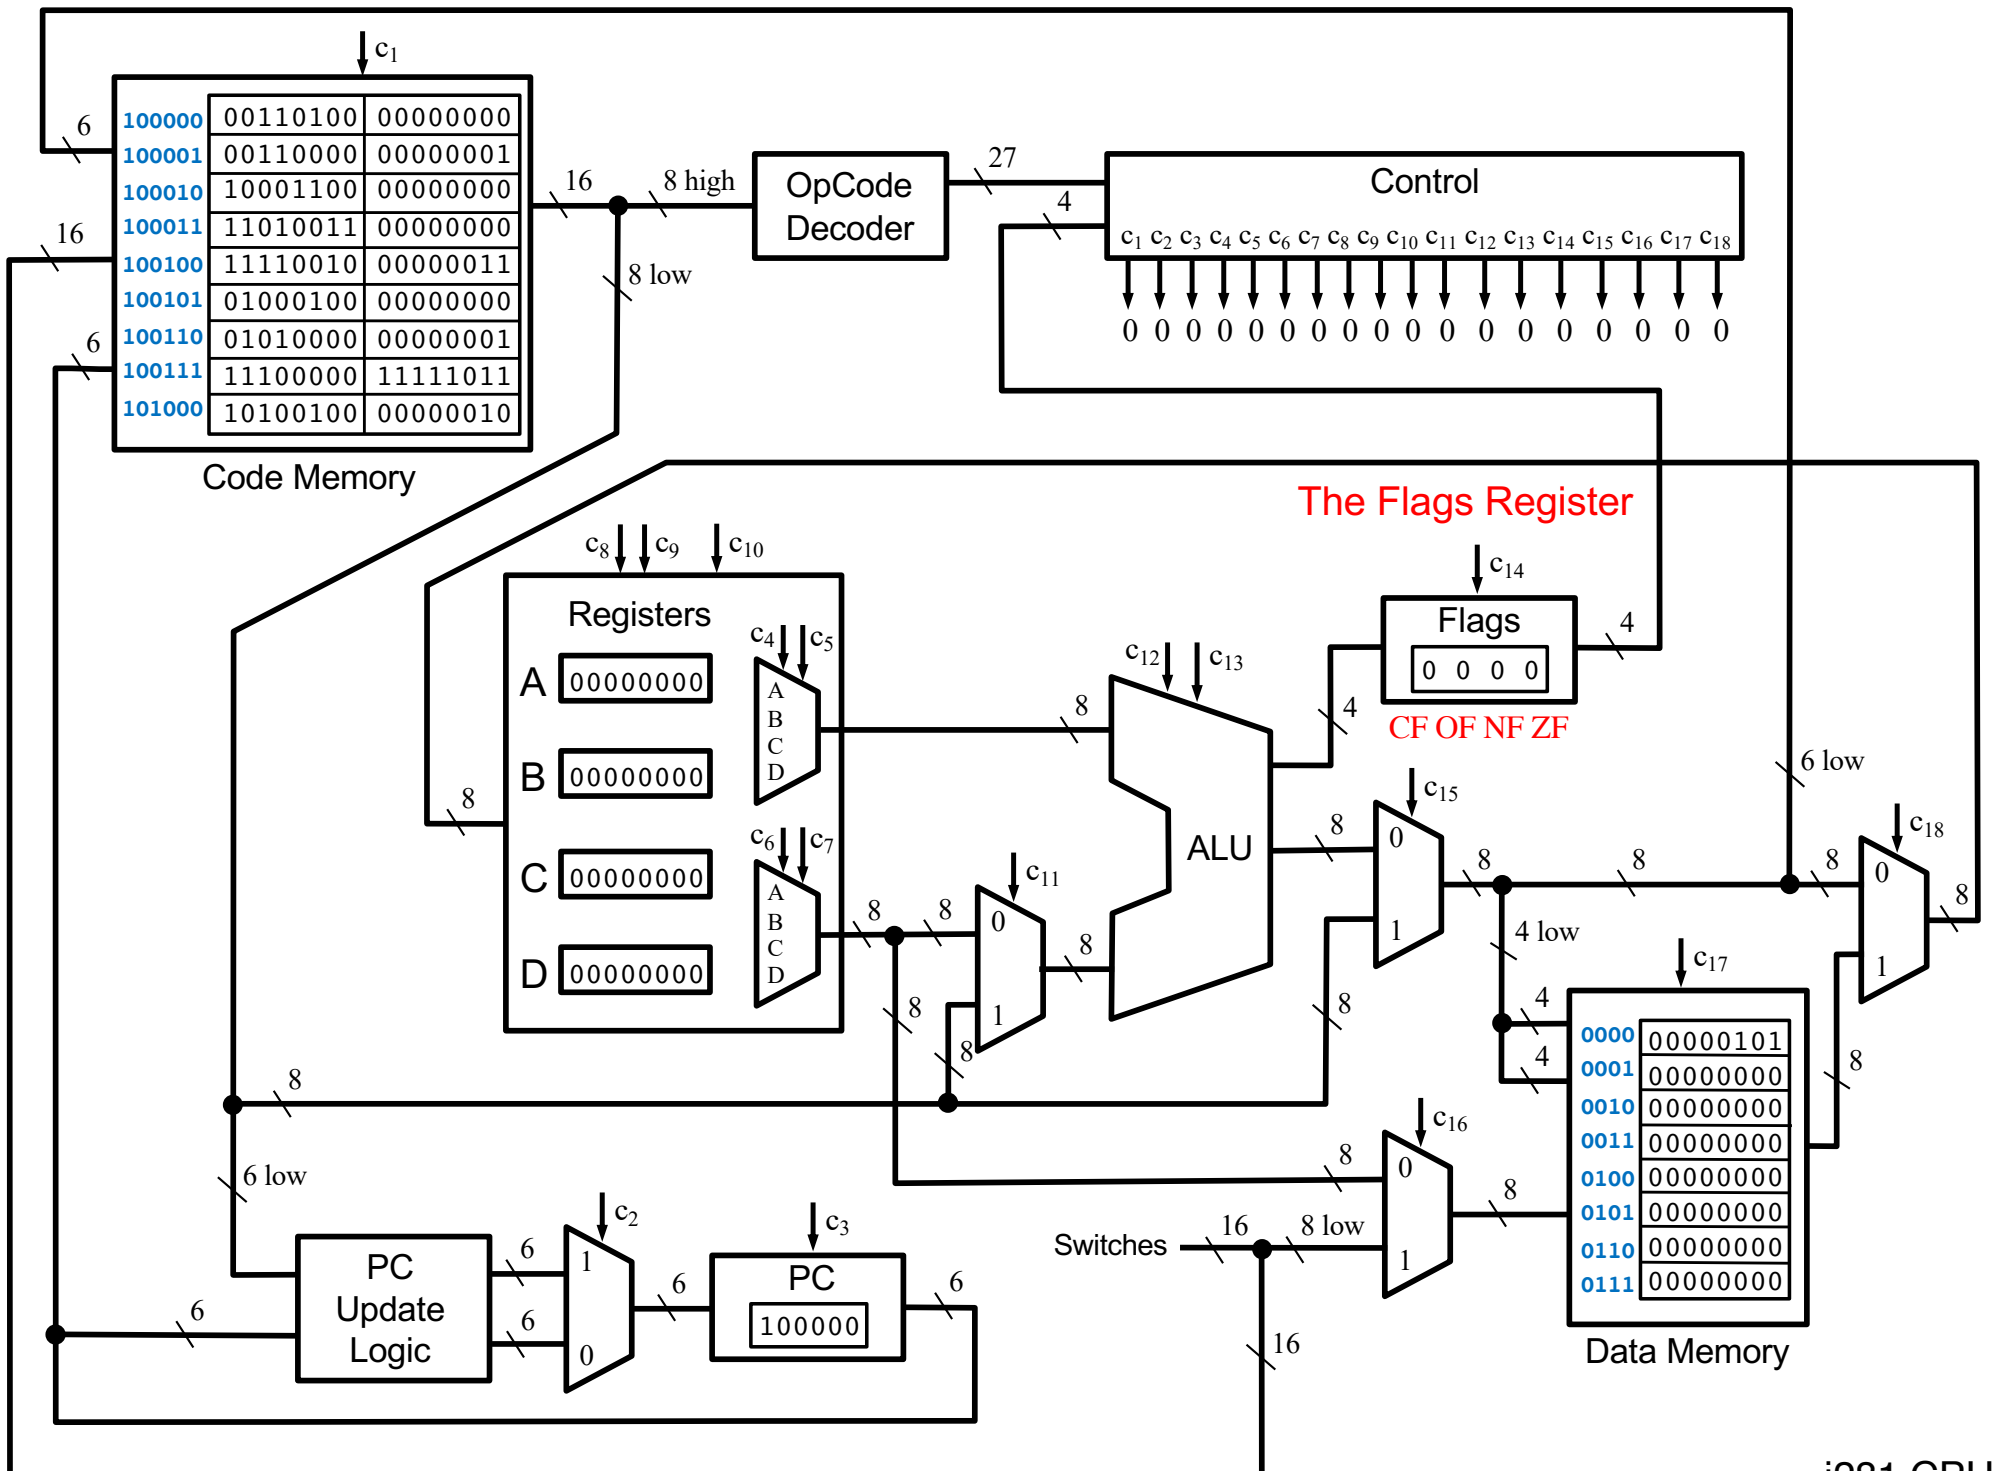 c1
6
100000 00110100 00000000
100001 00110000 00000001
100010 10001100 00000000
100011 11010011 00000000
100100 11110010 00000011
100101 01000100 00000000
100110 01010000 00000001
100111 11100000 11111011
101000 10100100 00000010
16
6
Code Memory
16
8 high
8 low
OpCode
Decoder
27
4
Control
c1 c2 c3 c4 c5 c6 c7 c8 c9 c10 c11 c12 c13 c14 c15 c16 c17 c18
0 0 0 0 0 0 0 0 0 0 0 0 0 0 0 0 0 0
The Flags Register
c8 c9 c10
Registers
A 00000000
B 00000000
C 00000000
D 00000000
8
c4 c5
A
B
C
D
c6 c7
A
B
C
D
8
8
8
8
c11
0
1
8
8
c12 c13
ALU
4
8
c14
Flags
0 0 0 0
CF OF NF ZF
4
c15
0
1
8
8
8
8
6 low
4 low
c18
0
1
8
8
c17
4
4
0000 00000101
0001 00000000
0010 00000000
0011 00000000
0100 00000000
0101 00000000
0110 00000000
0111 00000000
Data Memory
8
c16
0
1
8
8
Switches
16
8 low
16
8
6 low
6
PC
Update
Logic
6
6
c2
1
0
6
c3
PC
100000
6